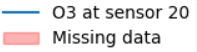 O3 at sensor 20
Missing data